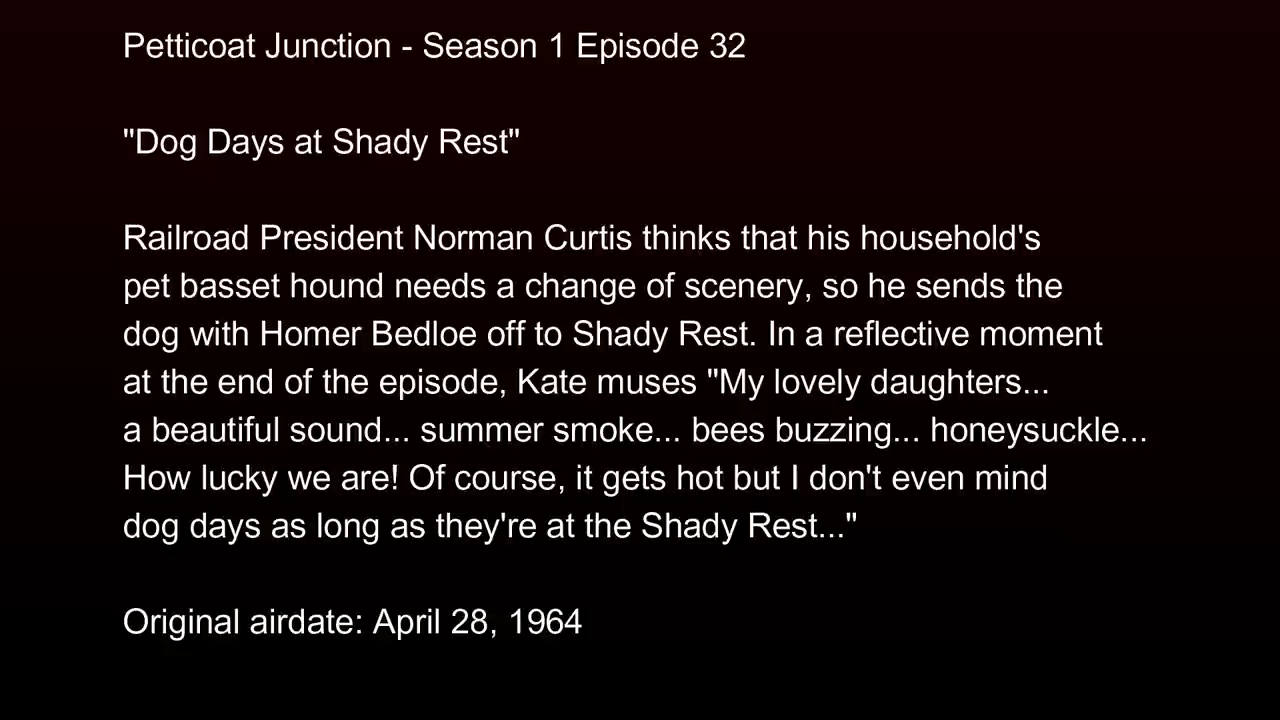 Petticoat Junction - Season 1 Episode 32
"Dog Days at Shady Rest"
Railroad President Norman Curtis thinks that his household's
pet basset hound needs a change of scenery, so he sends the
dog with Homer Bedloe off to Shady Rest. In a reflective moment
at the end of the episode, Kate muses "My lovely daughters...
a beautiful sound... summer smoke... bees buzzing... honeysuckle...
How lucky we are! Of course, it gets hot but I don't even mind
dog days as long as they're at the Shady Rest..."
Original airdate: April 28, 1964